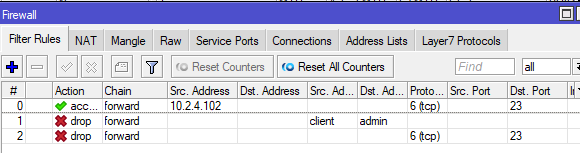 Firewall
Filter Rules NAT Mangle Raw Service Ports Connections Address Lists Layer7 Protocols
Reset Counters Reset All Counters Find all
# Action Chain Src. Address Dst. Address Src. Ad... Dst. Ad... Proto... Src. Port Dst. Port
0 acc... forward 10.2.4.102 6 (tcp) 23
1 drop forward client admin
2 drop forward 6 (tcp) 23